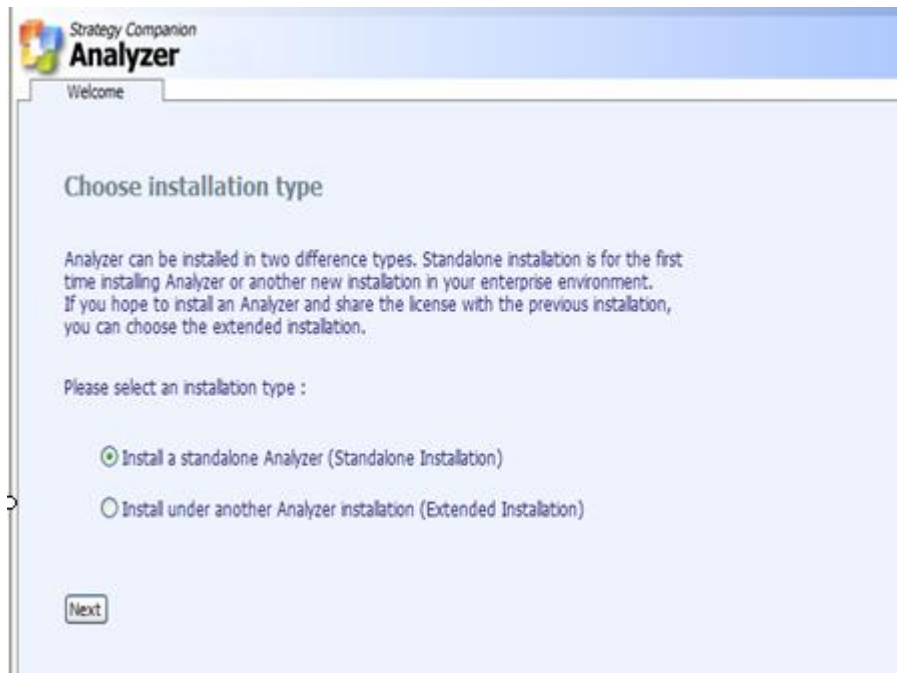 Strategy Companion
Analyzer
Welcome
Choose installation type
Analyzer can be installed in two difference types. Standalone installation is for the first
time installing Analyzer or another new installation in your enterprise environment.
If you hope to install an Analyzer and share the license with the previous installation,
you can choose the extended installation.
Please select an installation type :
Install a standalone Analyzer (Standalone Installation)
Install under another Analyzer installation (Extended Installation)
Next